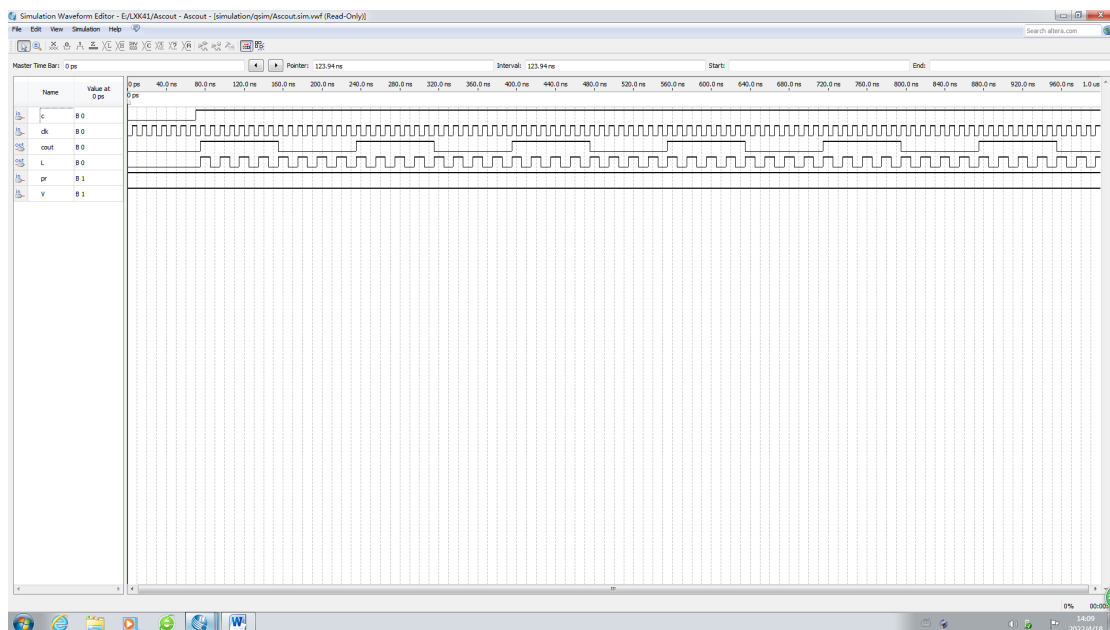 Simulation Waveform Editor - E:/LXK41/Ascout - Ascout - [simulation/qsim/Ascout.sim.vwf (Read-Only)]
File Edit View Simulation Help
Search altera.com
Master Time Bar: 0 ps Pointer: 123.94 ns Interval: 123.94 ns Start: End:
Name Value at 0 ps
0 ps 40.0 ns 80.0 ns 120.0 ns 160.0 ns 200.0 ns 240.0 ns 280.0 ns 320.0 ns 360.0 ns 400.0 ns 440.0 ns 480.0 ns 520.0 ns 560.0 ns 600.0 ns 640.0 ns 680.0 ns 720.0 ns 760.0 ns 800.0 ns 840.0 ns 880.0 ns 920.0 ns 960.0 ns 1.0 us
0 ps
c B 0
clk B 0
cout B 0
L B 0
pr B 1
V B 1
0% 00:00:
14:09
2022/4/18